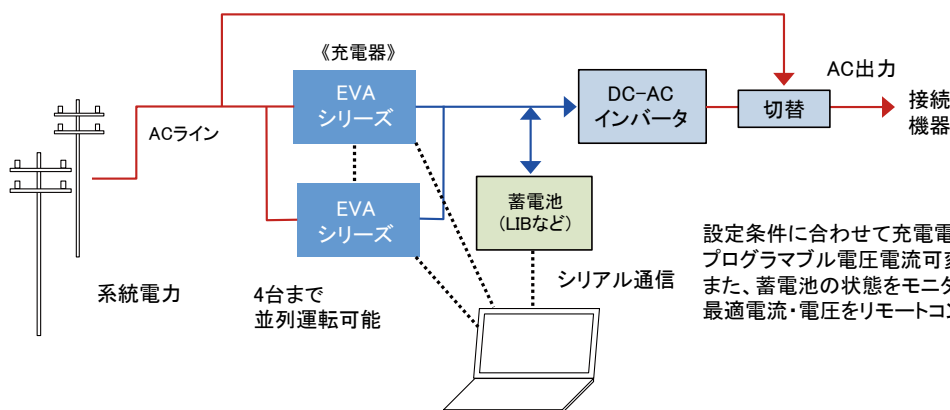 《充電器》
EVA
シリーズ
DC-AC
インバータ
AC出力
切替
接続
機器
ACライン
EVA
シリーズ
蓄電池
(LIBなど)
設定条件に合わせて充電電
プログラマブル電圧電流可変
また、蓄電池の状態をモニタ
最適電流・電圧をリモートコン
シリアル通信
系統電力
4台まで
並列運転可能